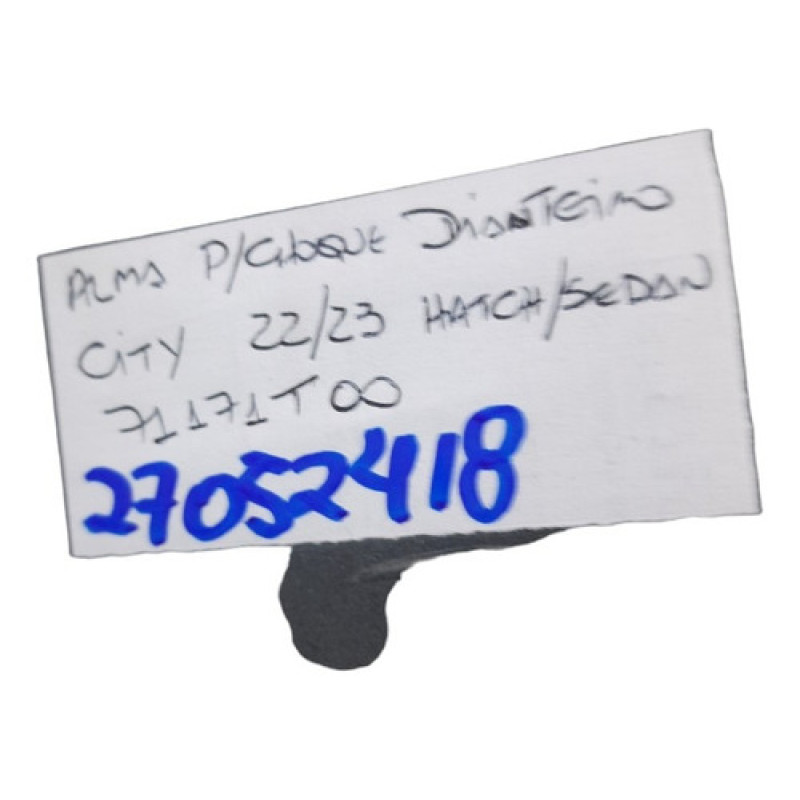 ALMA P/CHOQUE DIANTEIRO
CITY 22/23 HATCH/SEDAN
71171T00
27052418